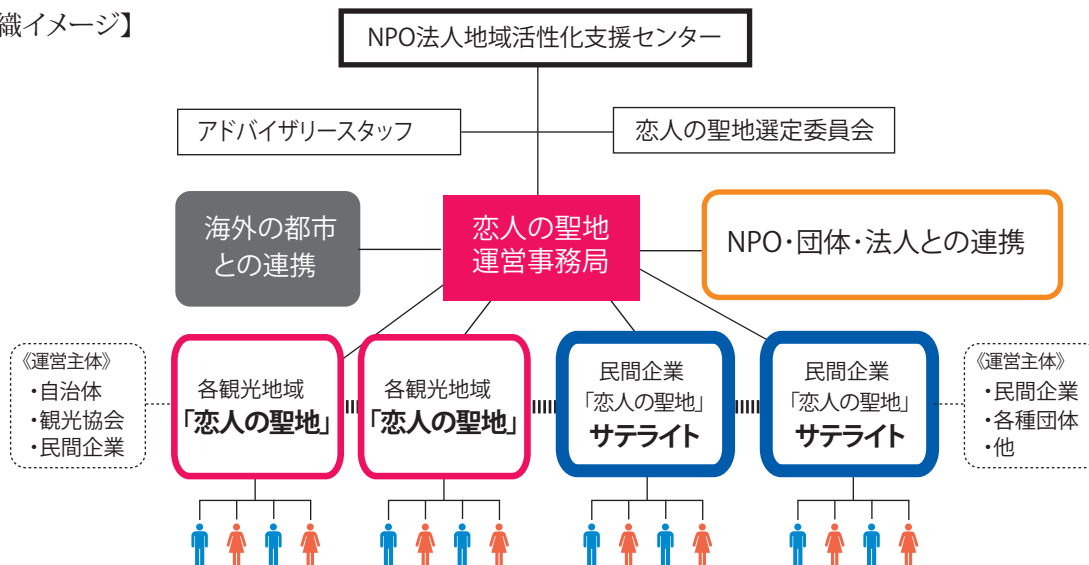 織イメージ】
NPO法人地域活性化支援センター
アドバイザリースタッフ
恋人の聖地選定委員会
海外の都市
との連携
恋人の聖地
運営事務局
NPO・団体・法人との連携
《運営主体》
・自治体
・観光協会
・民間企業
各観光地域
「恋人の聖地」
各観光地域
「恋人の聖地」
民間企業
「恋人の聖地」
サテライト
民間企業
「恋人の聖地」
サテライト
《運営主体》
・民間企業
・各種団体
・他